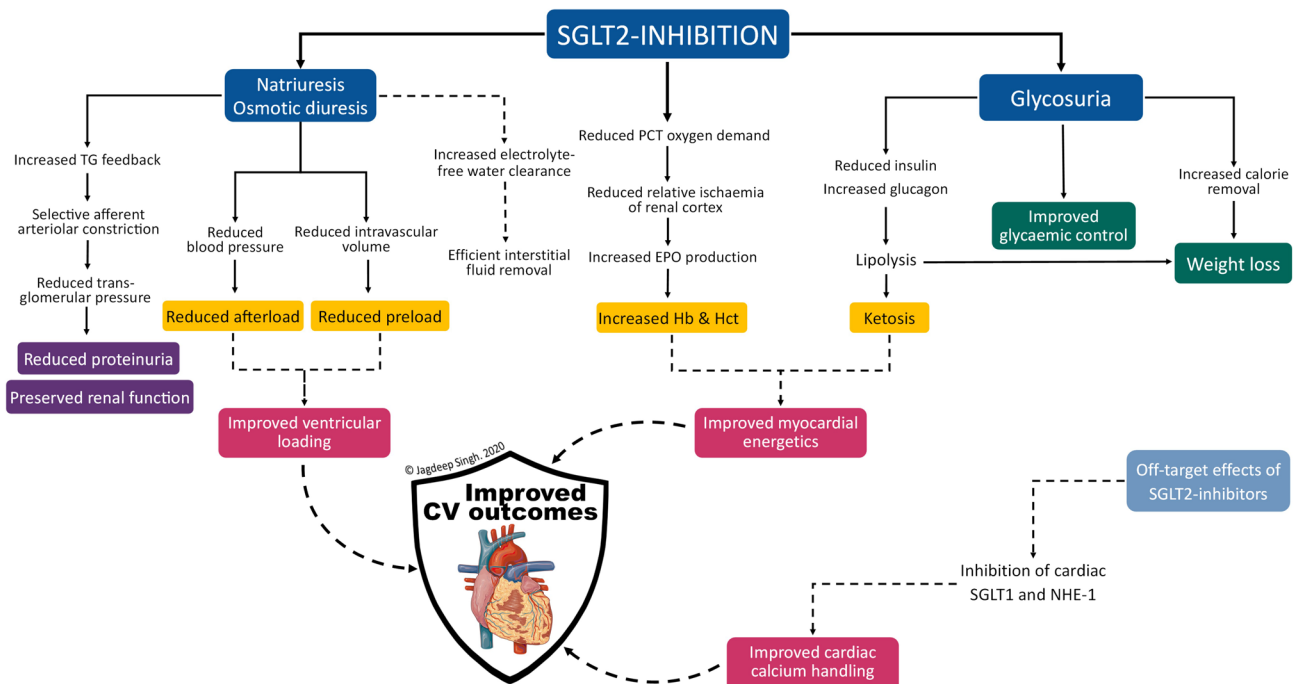 SGLT2-INHIBITION
Natriuresis
Osmotic diuresis
Glycosuria
Increased TG feedback
Selective afferent
arteriolar constriction
Reduced trans-
glomerular pressure
Reduced proteinuria
Preserved renal function
Reduced
blood pressure
Reduced afterload
Reduced intravascular
volume
Reduced preload
Increased electrolyte-
free water clearance
Efficient interstitial
fluid removal
Reduced PCT oxygen demand
Reduced relative ischaemia
of renal cortex
Increased EPO production
Increased Hb & Hct
Reduced insulin
Increased glucagon
Lipolysis
Ketosis
Improved
glycaemic control
Increased calorie
removal
Weight loss
Improved ventricular
loading
Improved myocardial
energetics
© Jagdeep Singh. 2020
Improved
CV outcomes
Off-target effects of
SGLT2-inhibitors
Inhibition of cardiac
SGLT1 and NHE-1
Improved cardiac
calcium handling